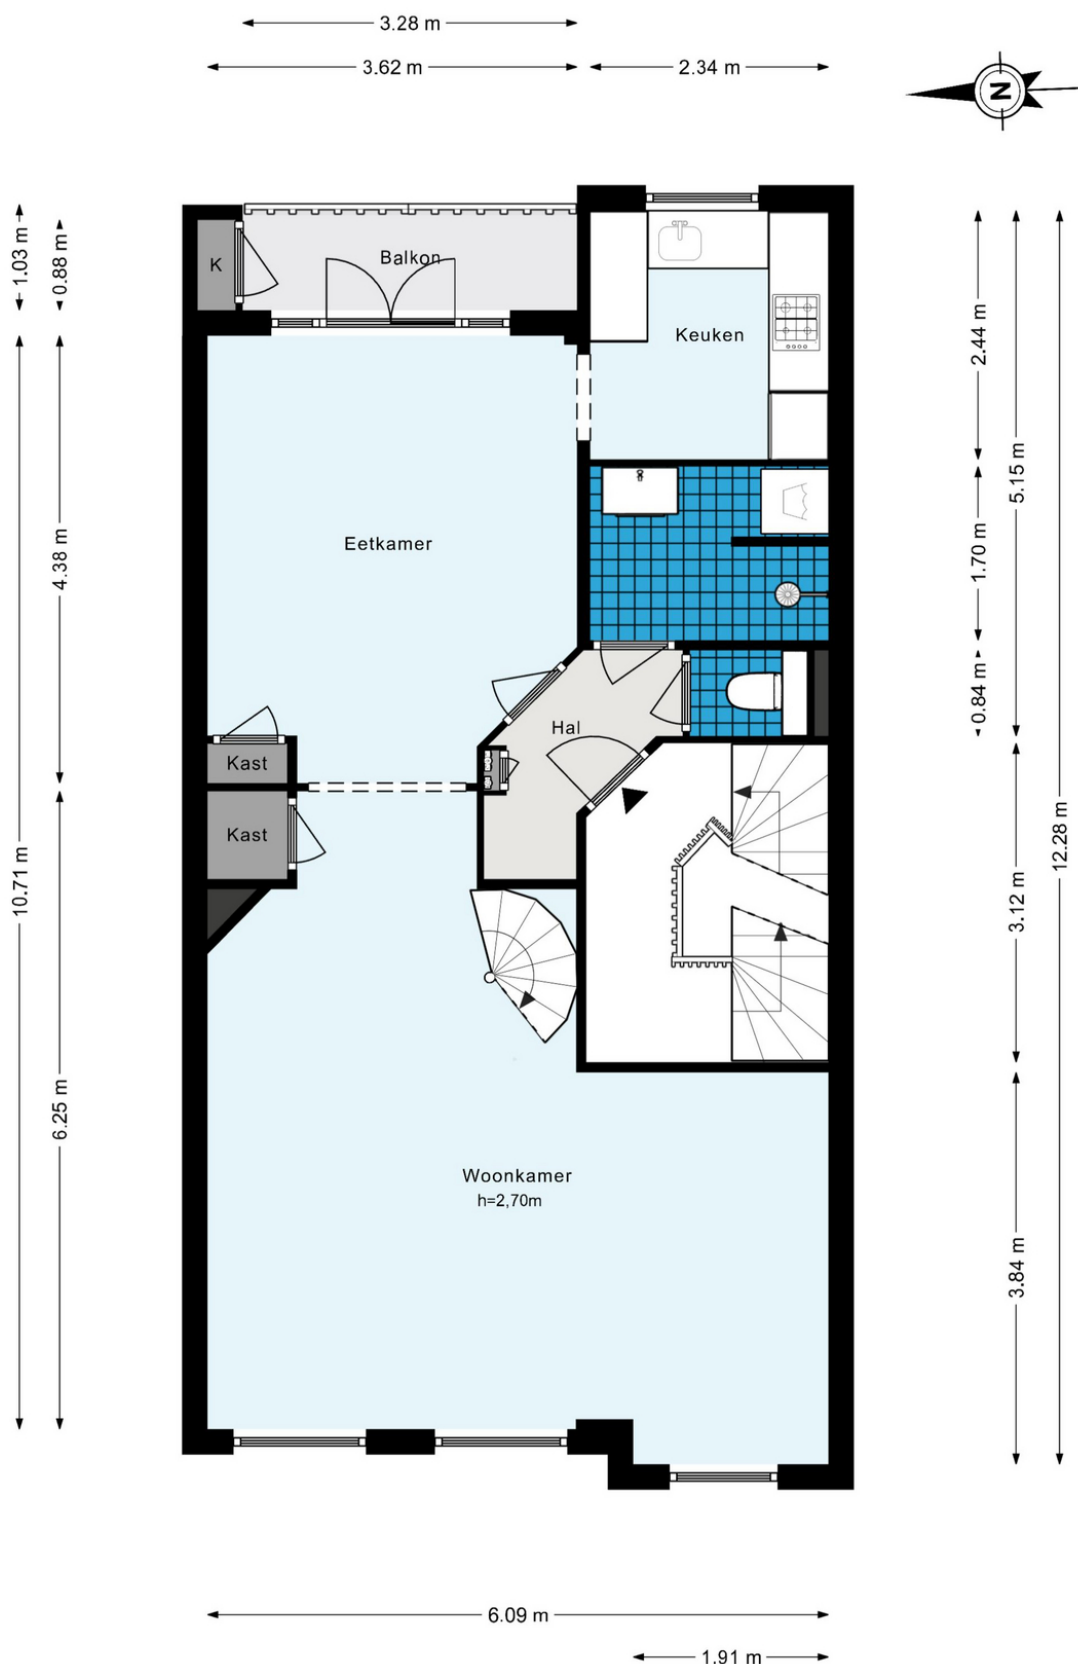 3.28 m
3.62 m
2.34 m
N
1.03 m
0.88 m
K
Balkon
Keuken
2.44 m
5.15 m
Eetkamer
4.38 m
1.70 m
0.84 m
Hal
Kast
Kast
10.71 m
12.28 m
3.12 m
6.25 m
Woonkamer
h=2,70m
3.84 m
6.09 m
1.91 m